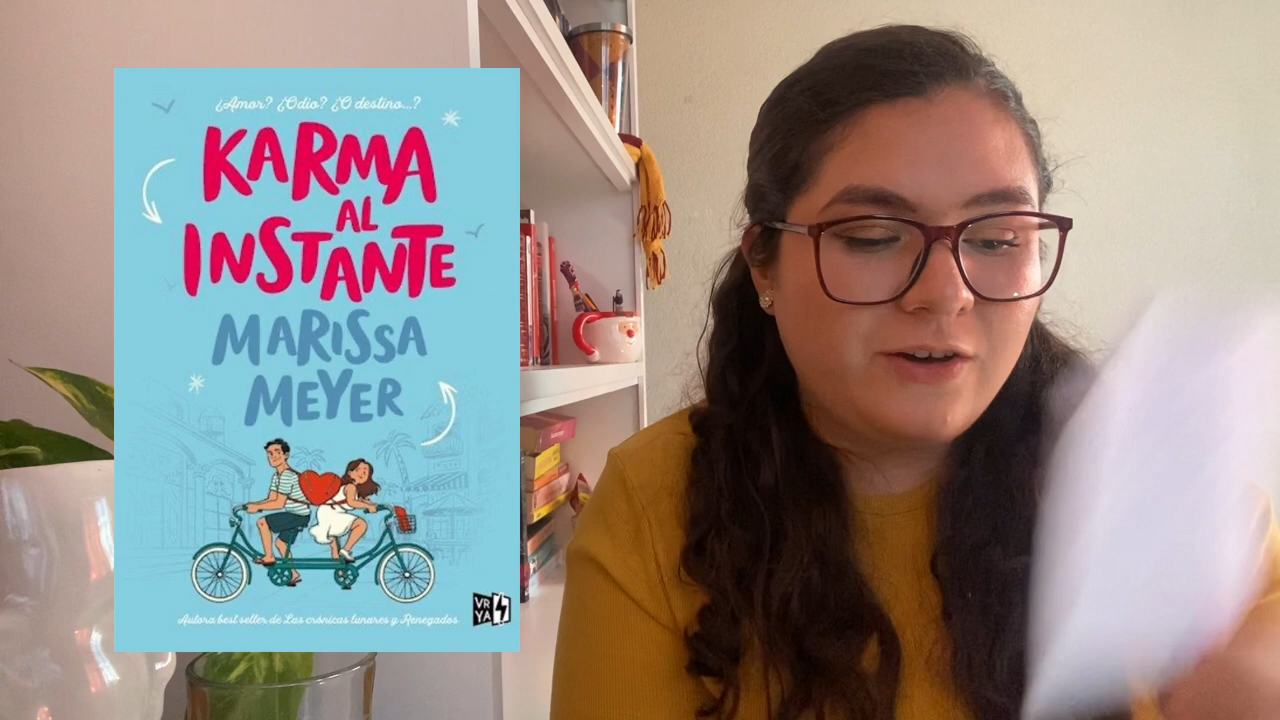 ¿Amor? ¿Odio? ¿O destino...?
KARMA
AL
INSTANTE
MARISSA
MEYER
Autora best seller de Las crónicas lunares y Renegados
VR
YA